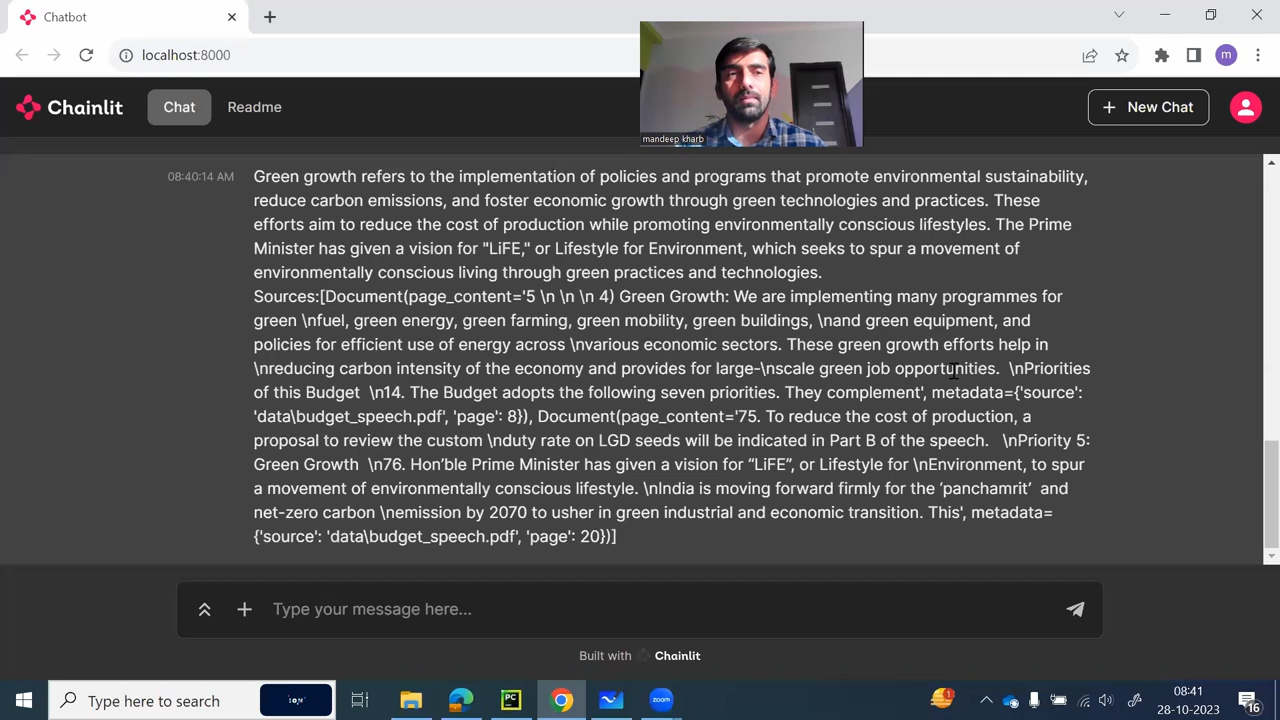 Chatbot
localhost:8000
m
Chainlit
Chat
Readme
New Chat
mandeep kharb
08:40:14 AM
Green growth refers to the implementation of policies and programs that promote environmental sustainability,
reduce carbon emissions, and foster economic growth through green technologies and practices. These
efforts aim to reduce the cost of production while promoting environmentally conscious lifestyles. The Prime
Minister has given a vision for "LiFE," or Lifestyle for Environment, which seeks to spur a movement of
environmentally conscious living through green practices and technologies.
Sources:[Document(page_content='5 \n \n \n 4) Green Growth: We are implementing many programmes for
green \nfuel, green energy, green farming, green mobility, green buildings, \nand green equipment, and
policies for efficient use of energy across \nvarious economic sectors. These green growth efforts help in
\nreducing carbon intensity of the economy and provides for large-\nscale green job opportunities.  \nPriorities
of this Budget  \n14. The Budget adopts the following seven priorities. They complement', metadata={'source':
'data\budget_speech.pdf', 'page': 8}), Document(page_content='75. To reduce the cost of production, a
proposal to review the custom \nduty rate on LGD seeds will be indicated in Part B of the speech.   \nPriority 5:
Green Growth  \n76. Hon’ble Prime Minister has given a vision for “LiFE”, or Lifestyle for \nEnvironment, to spur
a movement of environmentally conscious lifestyle. \nIndia is moving forward firmly for the ‘panchamrit’  and
net-zero carbon \nemission by 2070 to usher in green industrial and economic transition. This', metadata=
{'source': 'data\budget_speech.pdf', 'page': 20})]
Type your message here...
Built with Chainlit
Type here to search
PC
zoom
1
08:41
28-10-2023
16